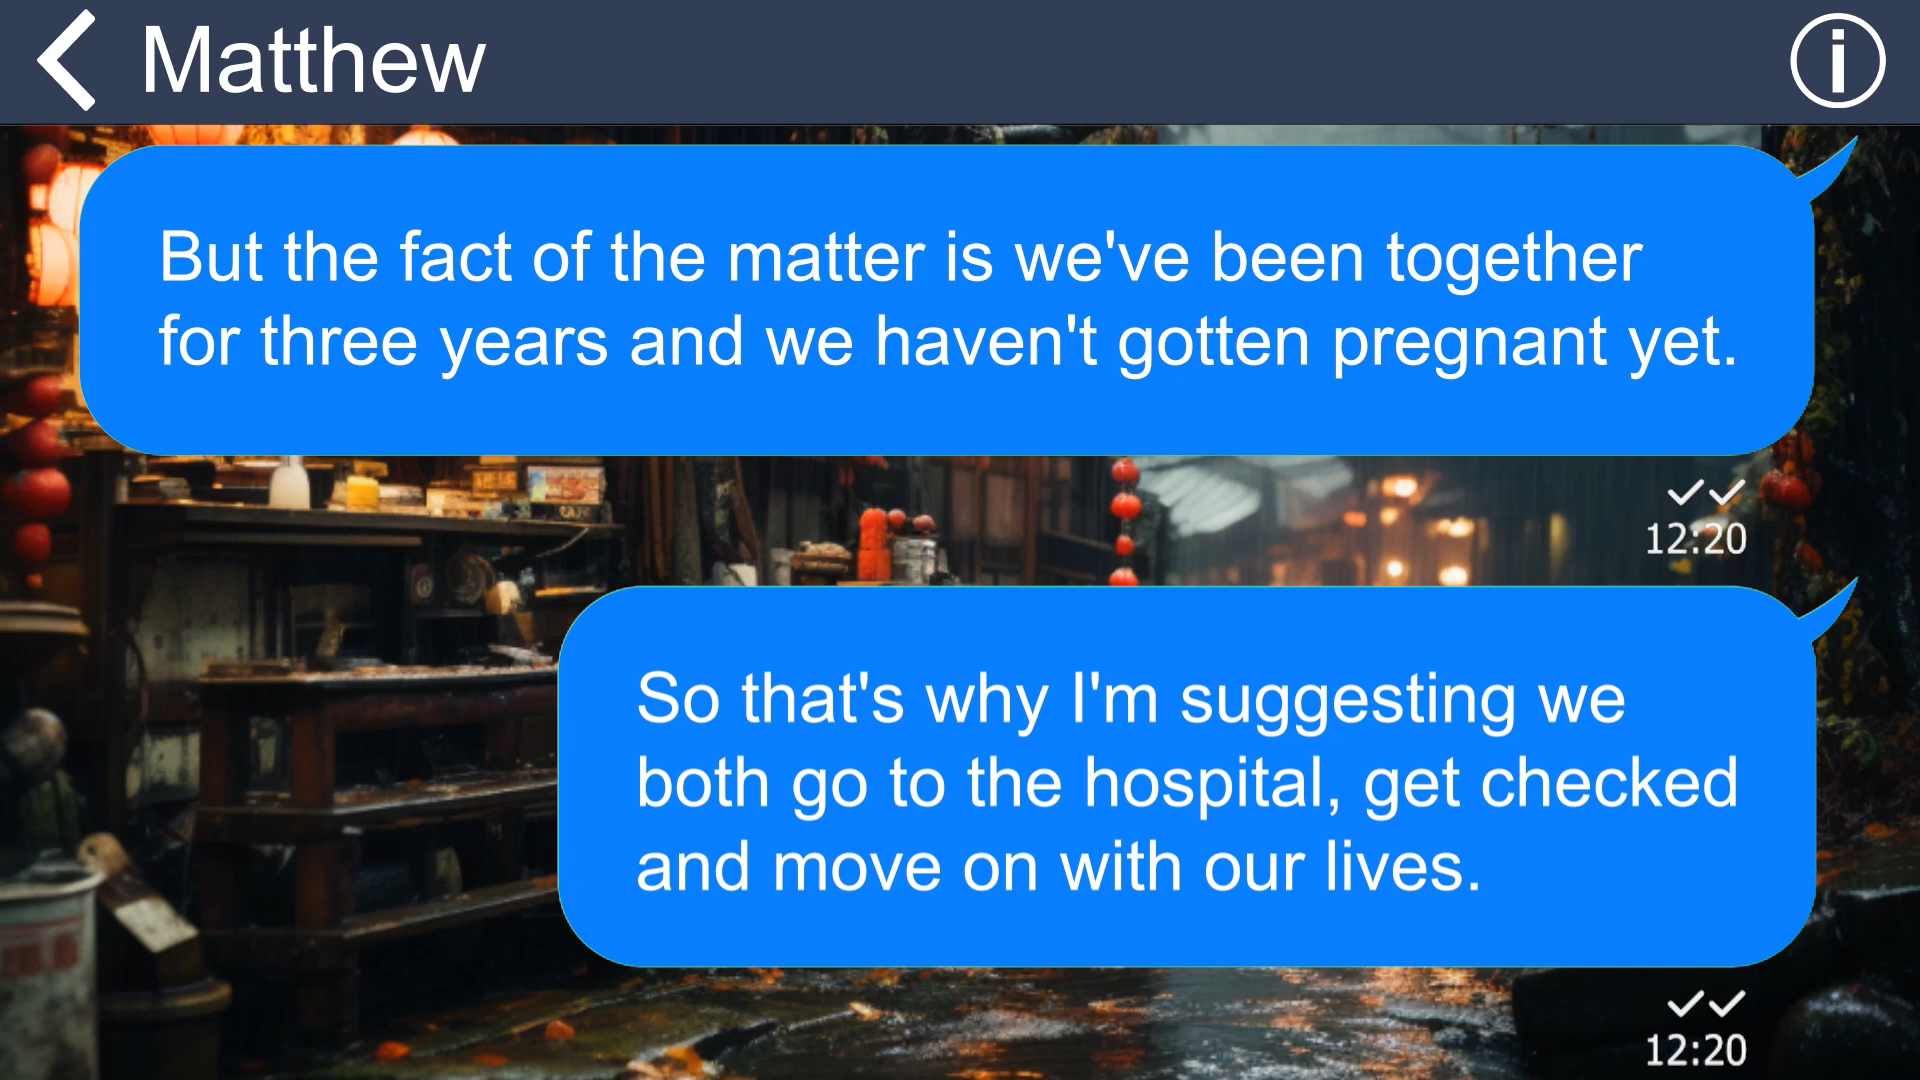 Matthew
But the fact of the matter is we've been together
for three years and we haven't gotten pregnant yet.
12:20
So that's why I'm suggesting we
both go to the hospital, get checked
and move on with our lives.
12:20